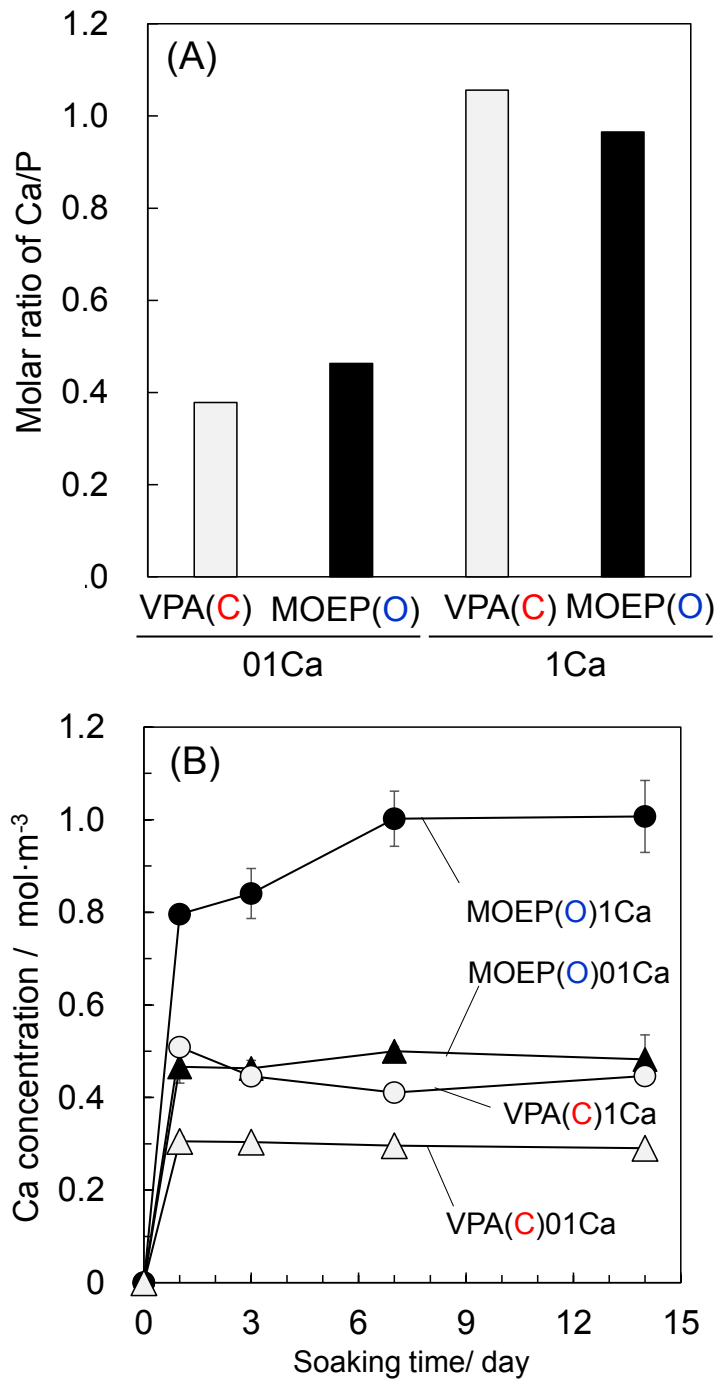 (A)
Molar ratio of Ca/P
1.2
1.0
0.8
0.6
0.4
0.2
.0
VPA(C) MOEP(O) VPA(C) MOEP(O)
01Ca 1Ca
(B)
Ca concentration / mol·m⁻³
1.2
1.0
0.8
0.6
0.4
0.2
0
MOEP(O)1Ca
MOEP(O)01Ca
VPA(C)1Ca
VPA(C)01Ca
0 3 6 9 12 15
Soaking time/ day